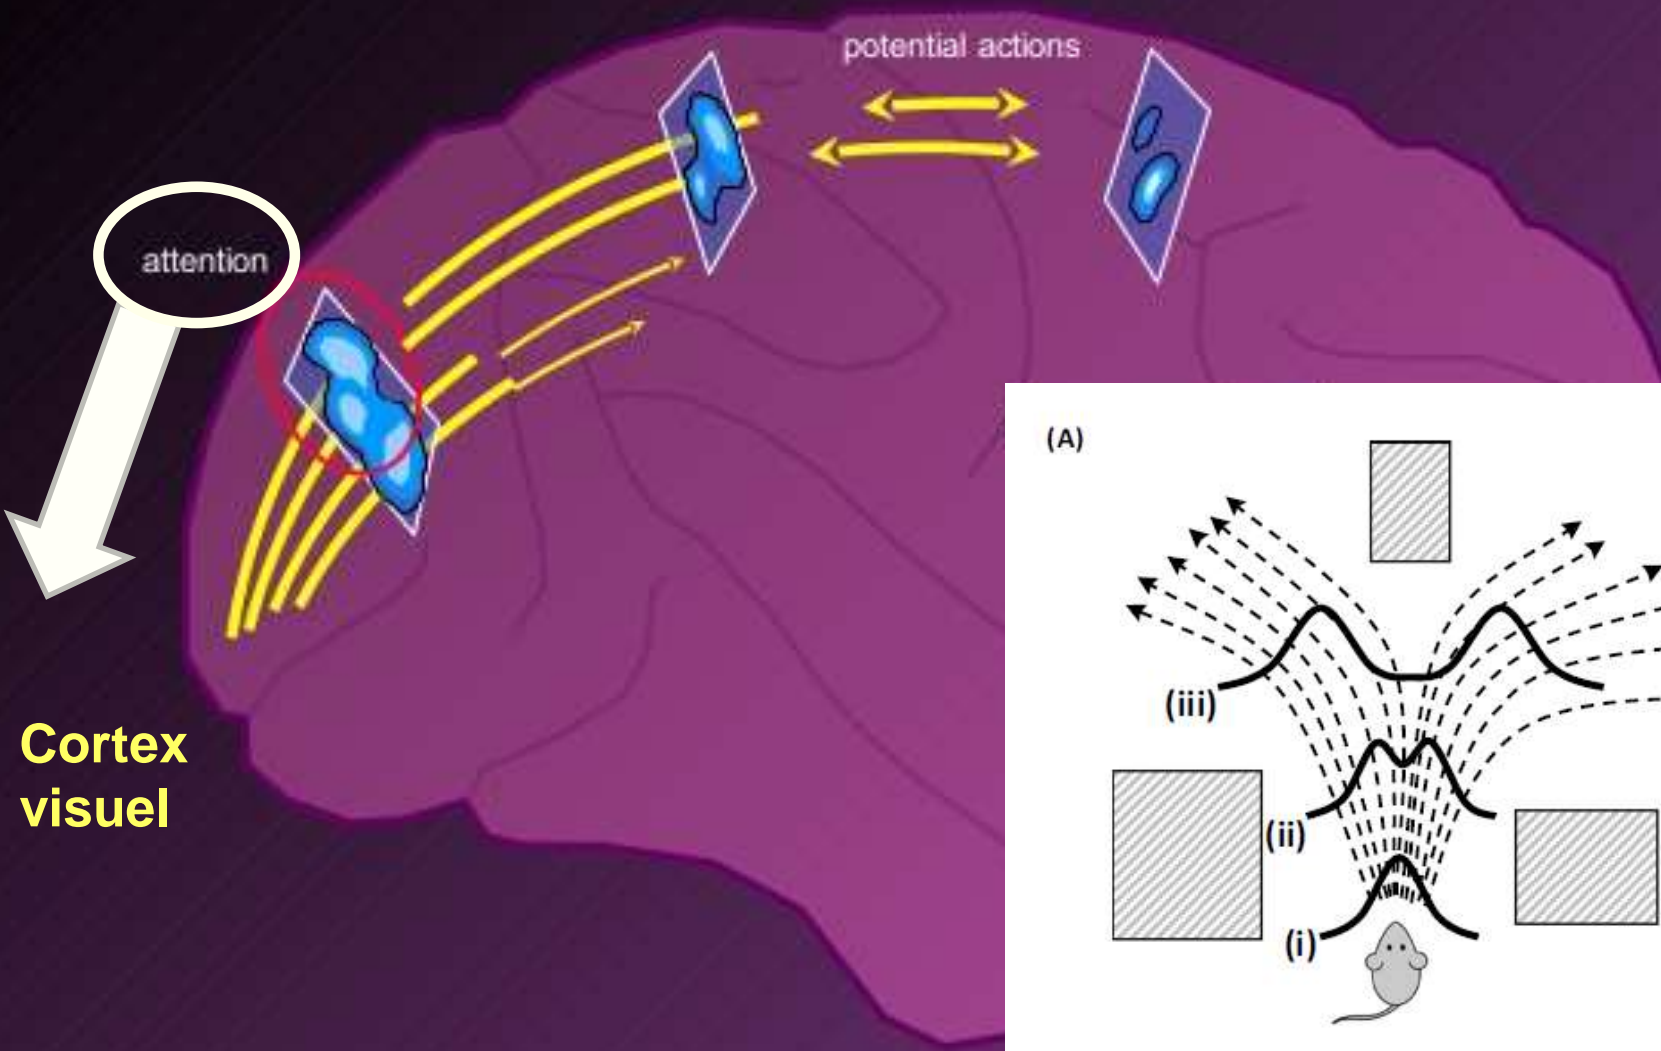 potential actions
attention
Cortex
visuel
(A)
(iii)
(ii)
(i)